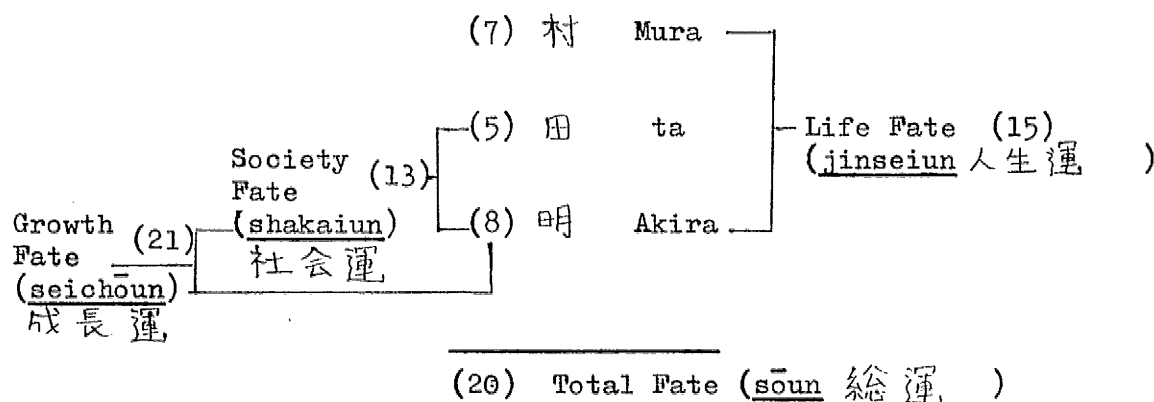 (7) 村 Mura
(5) 田 ta
Life Fate (15)
(jinseiun 人生運 )
Society
Fate (13)
(shakaiun)
社会運
(8) 明 Akira
Growth
Fate (21)
(seichōun)
成長運
(20) Total Fate (sōun 総運 )